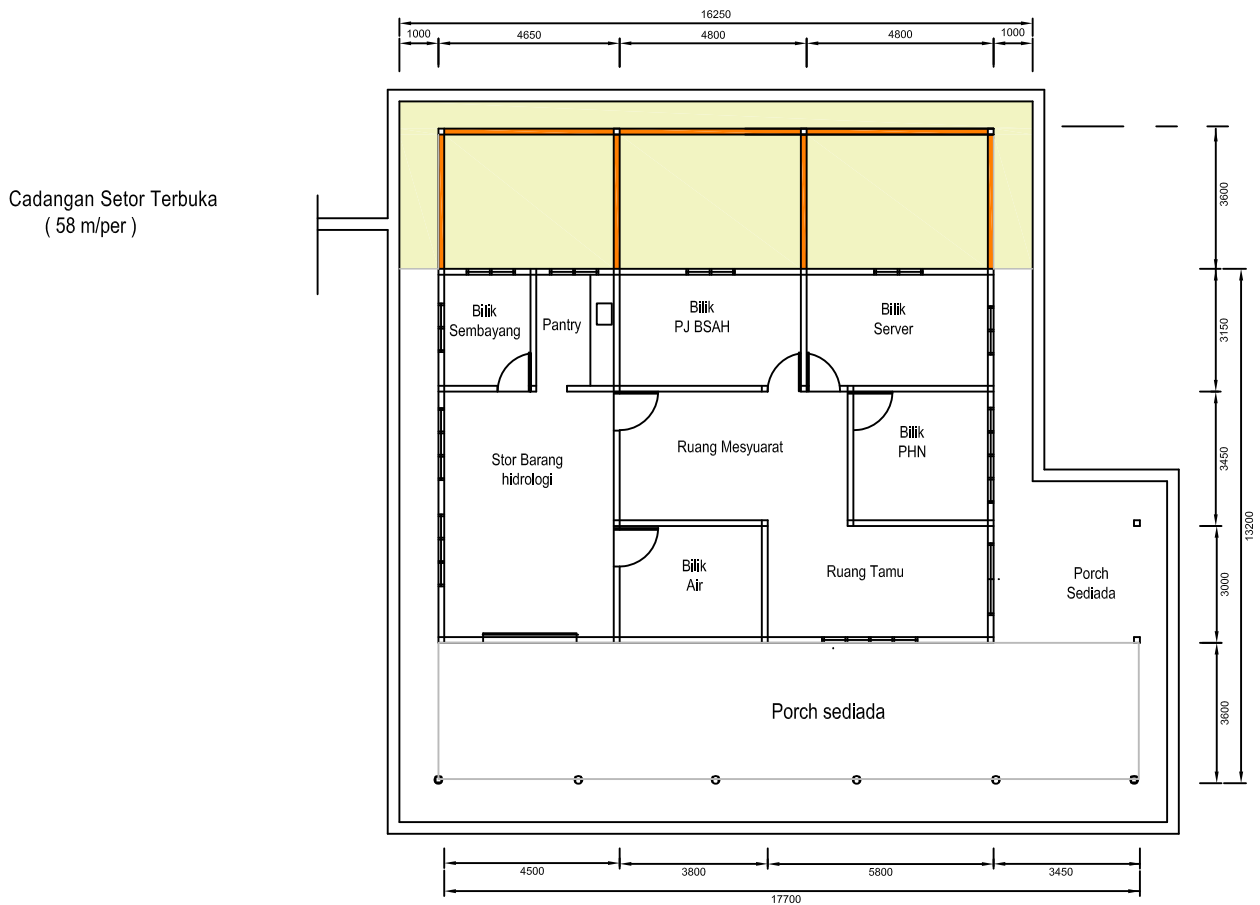 16250
1000
4650
4800
4800
1000
Cadangan Setor Terbuka
( 58 m/per )
3600
Bilik
Sembayang
Pantry
Bilik
PJ BSAH
Bilik
Server
3150
Stor Barang
hidrologi
Ruang Mesyuarat
Bilik
PHN
3450
13200
Bilik
Air
Ruang Tamu
Porch
Sediada
3000
Porch sediada
3600
4500
3800
5800
3450
17700